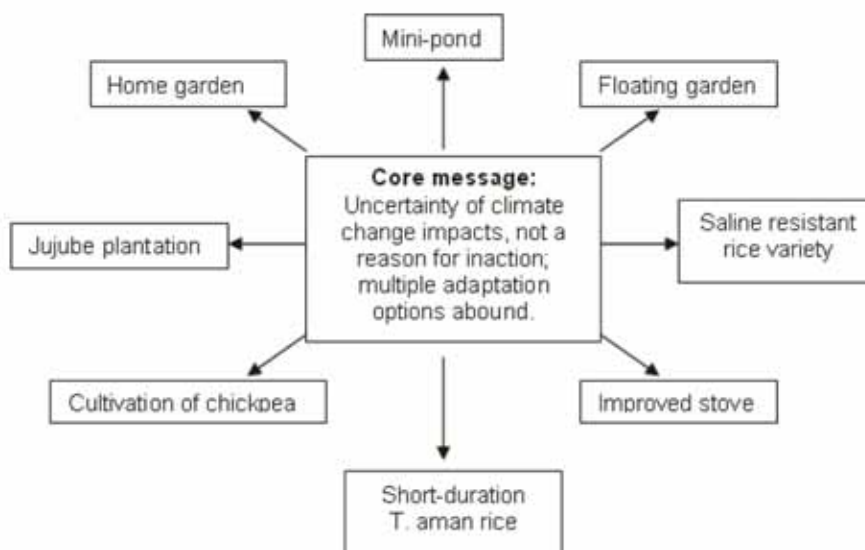 Mini-pond
Home garden
Floating garden
Core message:
Uncertainty of climate
change impacts, not a
reason for inaction;
multiple adaptation
options abound.
Jujube plantation
Saline resistant
rice variety
Cultivation of chickpea
Improved stove
Short-duration
T. aman rice